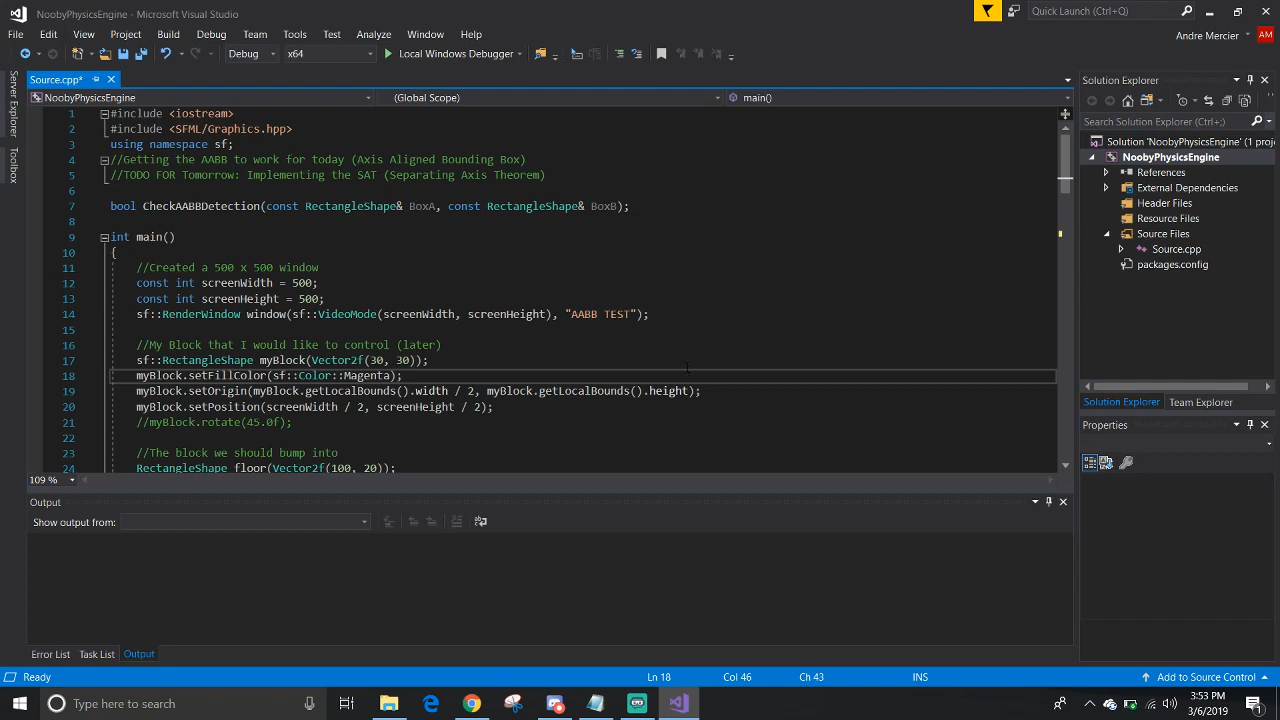 NoobyPhysicsEngine - Microsoft Visual Studio
Quick Launch (Ctrl+;)
File Edit View Project Build Debug Team Tools Test Analyze Window Help
Andre Mercier AM
Debug x64 Local Windows Debugger
Server Explorer
Toolbox
Source.cpp*
NoobyPhysicsEngine (Global Scope) main()
1 #include <iostream>
2 #include <SFML/Graphics.hpp>
3 using namespace sf;
4 //Getting the AABB to work for today (Axis Aligned Bounding Box)
5 //TODO FOR Tomorrow: Implementing the SAT (Separating Axis Theorem)
6
7 bool CheckAABBDetection(const RectangleShape& BoxA, const RectangleShape& BoxB);
8
9 int main()
10 {
11 //Created a 500 x 500 window
12 const int screenWidth = 500;
13 const int screenHeight = 500;
14 sf::RenderWindow window(sf::VideoMode(screenWidth, screenHeight), "AABB TEST");
15
16 //My Block that I would like to control (later)
17 sf::RectangleShape myBlock(Vector2f(30, 30));
18 myBlock.setFillColor(sf::Color::Magenta);
19 myBlock.setOrigin(myBlock.getLocalBounds().width / 2, myBlock.getLocalBounds().height);
20 myBlock.setPosition(screenWidth / 2, screenHeight / 2);
21 //myBlock.rotate(45.0f);
22
23 //The block we should bump into
24 RectangleShape floor(Vector2f(100, 20));
109 %
Solution Explorer
Search Solution Explorer (Ctrl+;)
Solution 'NoobyPhysicsEngine' (1 proje
NoobyPhysicsEngine
References
External Dependencies
Header Files
Resource Files
Source Files
Source.cpp
packages.config
Solution Explorer Team Explorer
Properties
Output
Show output from:
Error List Task List Output
Ready Ln 18 Col 46 Ch 43 INS Add to Source Control
Type here to search
3:53 PM
3/6/2019
1